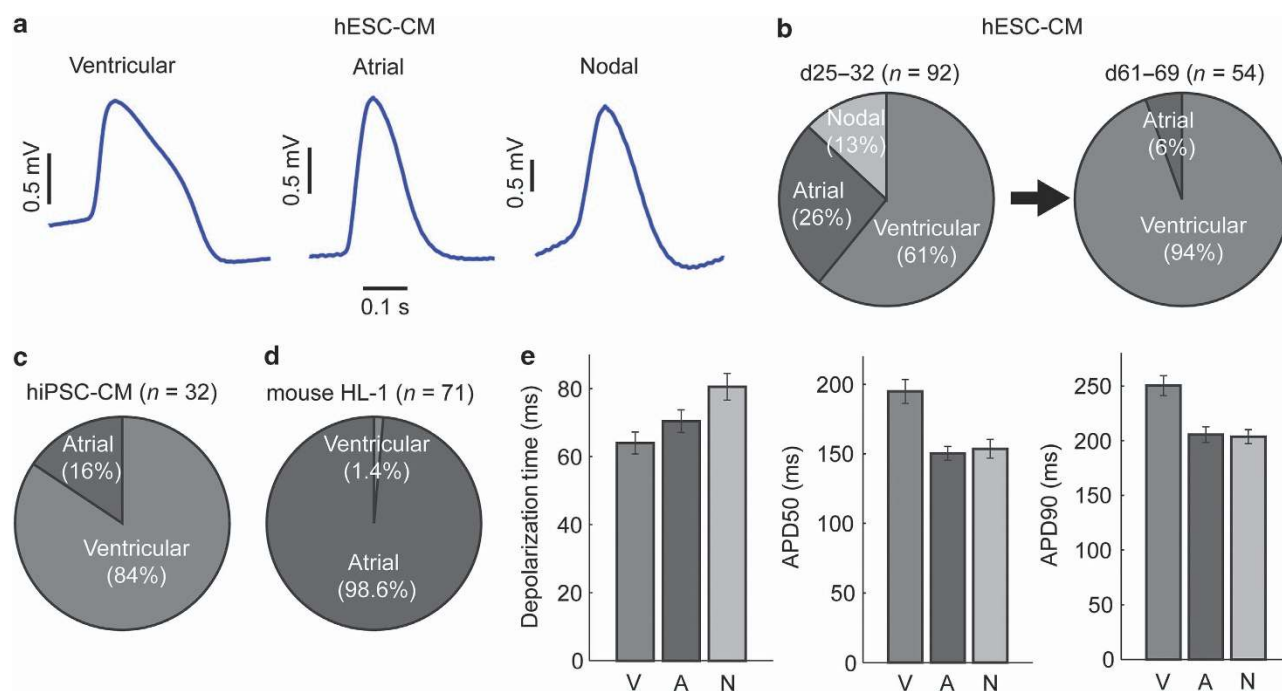 a
hESC-CM
Ventricular
Atrial
Nodal
0.5 mV
0.5 mV
0.5 mV
0.1 s
b
hESC-CM
d25–32 (n = 92)
d61–69 (n = 54)
Nodal
(13%)
Atrial
(26%)
Ventricular
(61%)
Atrial
(6%)
Ventricular
(94%)
c
hiPSC-CM (n = 32)
Atrial
(16%)
Ventricular
(84%)
d
mouse HL-1 (n = 71)
Ventricular
(1.4%)
Atrial
(98.6%)
e
Depolarization time (ms)
80
60
40
20
0
V A N
APD50 (ms)
200
150
100
50
0
V A N
APD90 (ms)
250
200
150
100
50
0
V A N